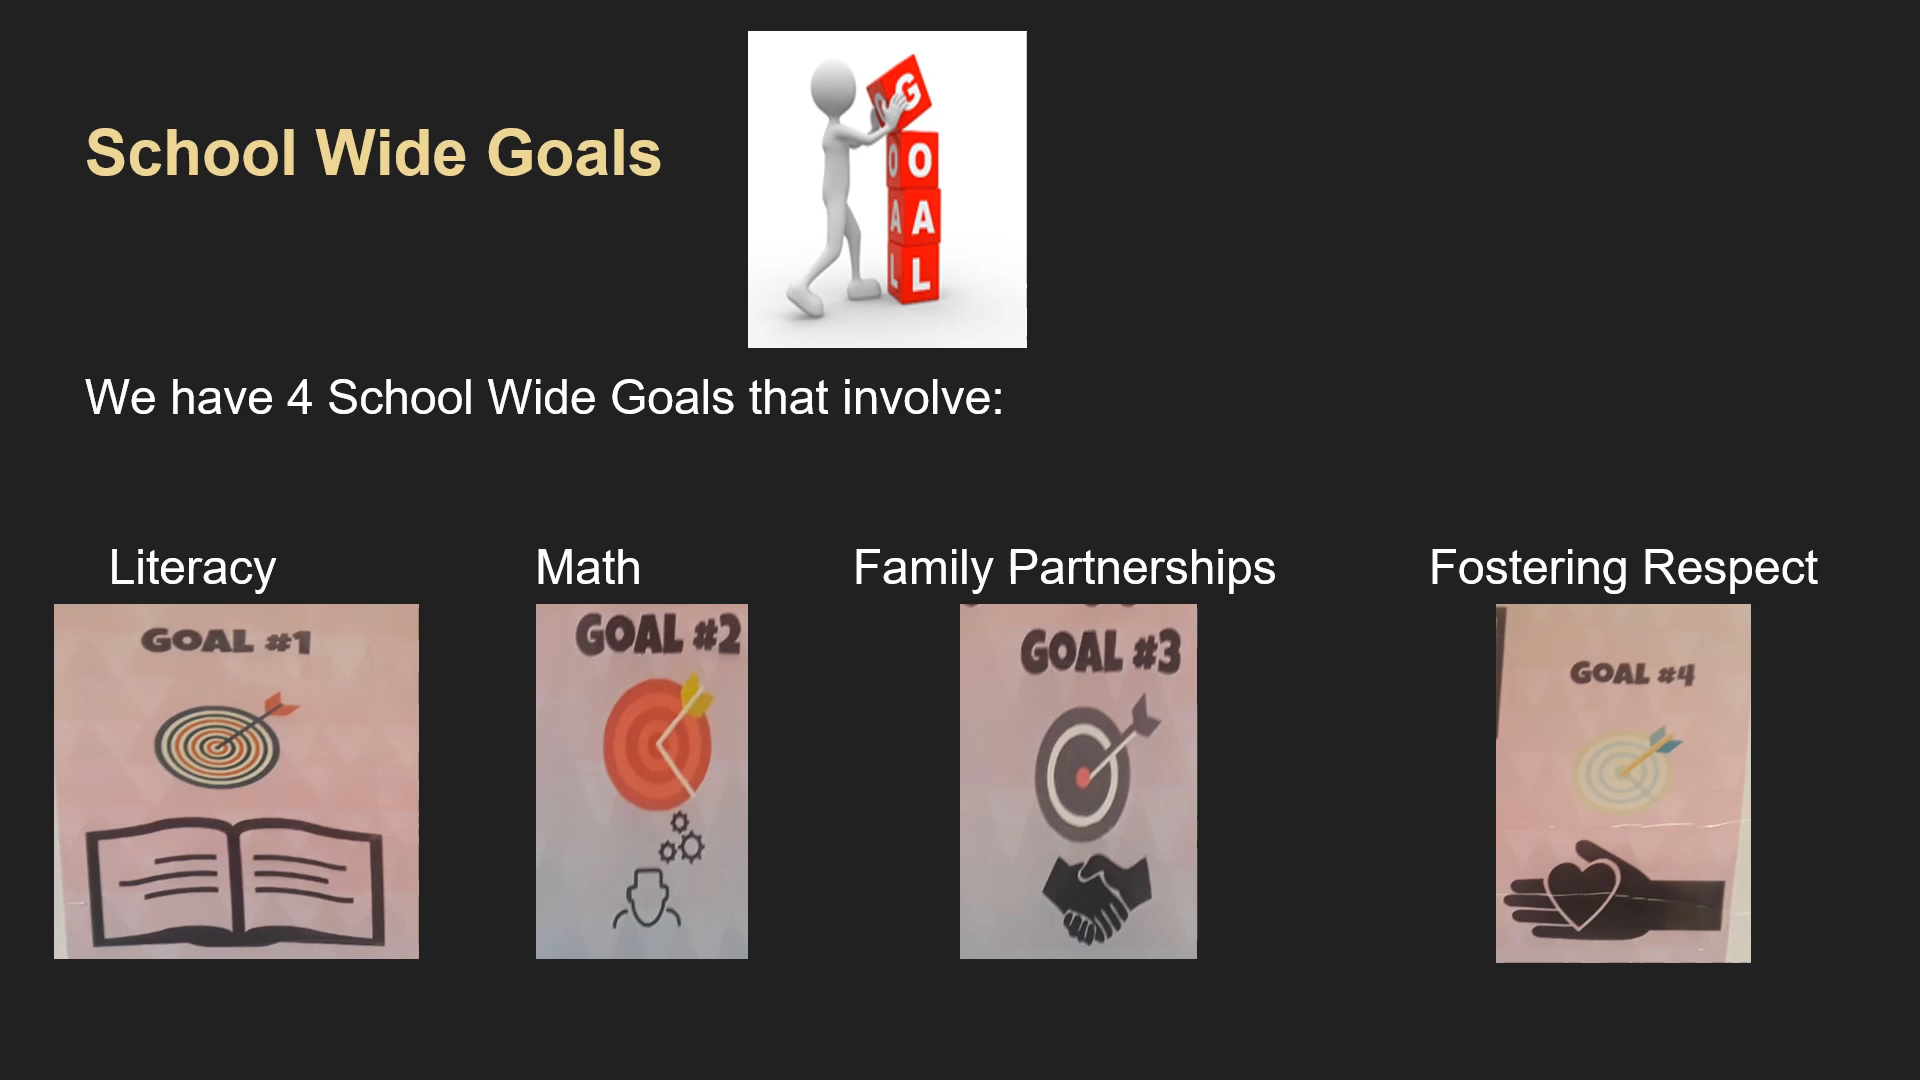 School Wide Goals
G
O O
A A
L L
We have 4 School Wide Goals that involve:
Literacy Math Family Partnerships Fostering Respect
GOAL #1
GOAL #2
GOAL #3
GOAL #4